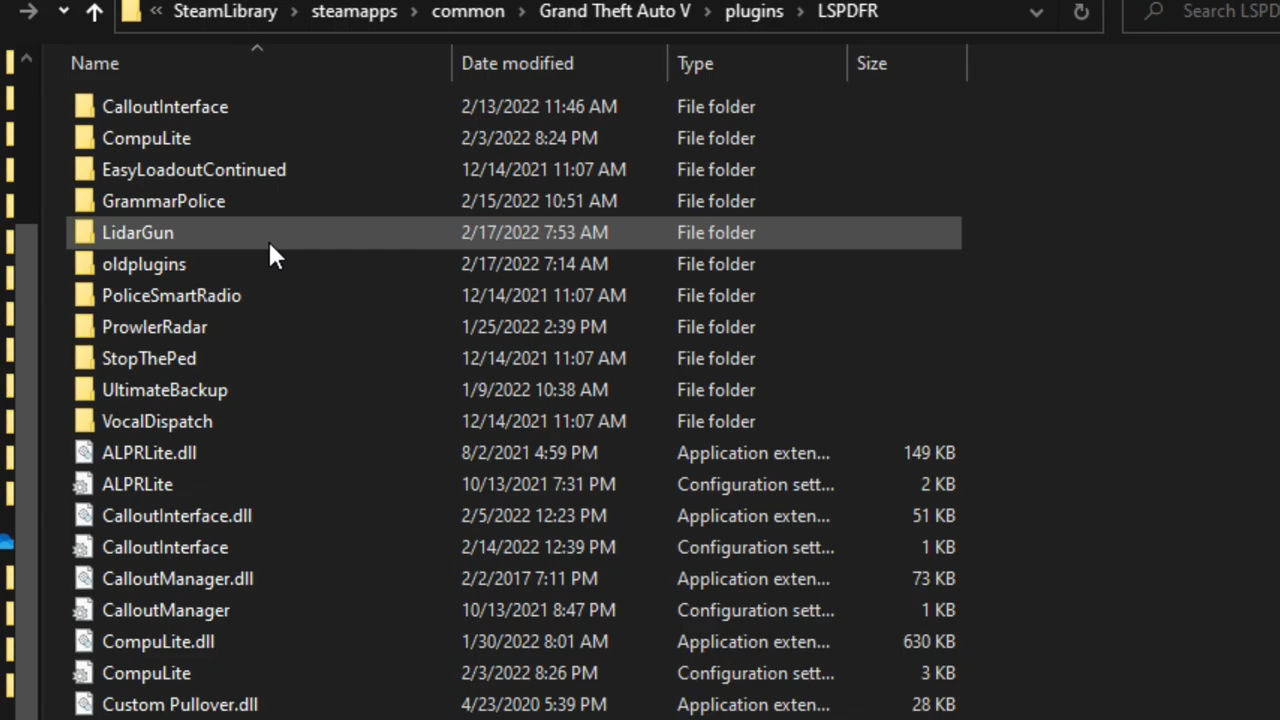 SteamLibrary > steamapps > common > Grand Theft Auto V > plugins > LSPDFR Search LSPD
Name Date modified Type Size
CalloutInterface 2/13/2022 11:46 AM File folder
CompuLite 2/3/2022 8:24 PM File folder
EasyLoadoutContinued 12/14/2021 11:07 AM File folder
GrammarPolice 2/15/2022 10:51 AM File folder
LidarGun 2/17/2022 7:53 AM File folder
oldplugins 2/17/2022 7:14 AM File folder
PoliceSmartRadio 12/14/2021 11:07 AM File folder
ProwlerRadar 1/25/2022 2:39 PM File folder
StopThePed 12/14/2021 11:07 AM File folder
UltimateBackup 1/9/2022 10:38 AM File folder
VocalDispatch 12/14/2021 11:07 AM File folder
ALPRLite.dll 8/2/2021 4:59 PM Application exten... 149 KB
ALPRLite 10/13/2021 7:31 PM Configuration sett... 2 KB
CalloutInterface.dll 2/5/2022 12:23 PM Application exten... 51 KB
CalloutInterface 2/14/2022 12:39 PM Configuration sett... 1 KB
CalloutManager.dll 2/2/2017 7:11 PM Application exten... 73 KB
CalloutManager 10/13/2021 8:47 PM Configuration sett... 1 KB
CompuLite.dll 1/30/2022 8:01 AM Application exten... 630 KB
CompuLite 2/3/2022 8:26 PM Configuration sett... 3 KB
Custom Pullover.dll 4/23/2020 5:39 PM Application exten... 28 KB